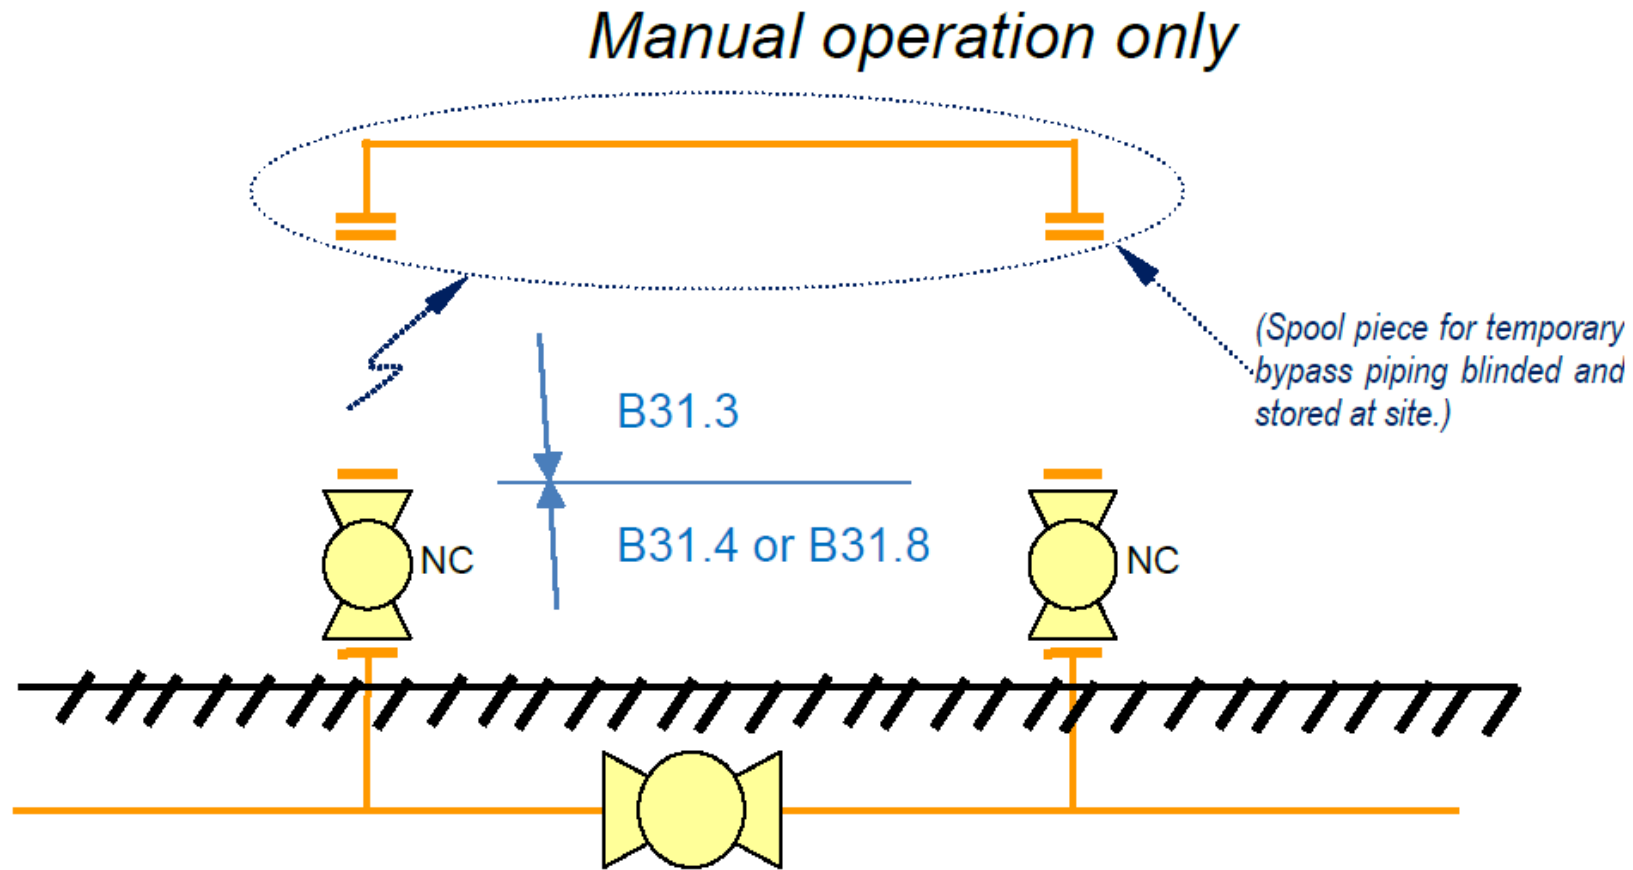 Manual operation only
(Spool piece for temporary
bypass piping blinded and
stored at site.)
B31.3
B31.4 or B31.8
NC
NC